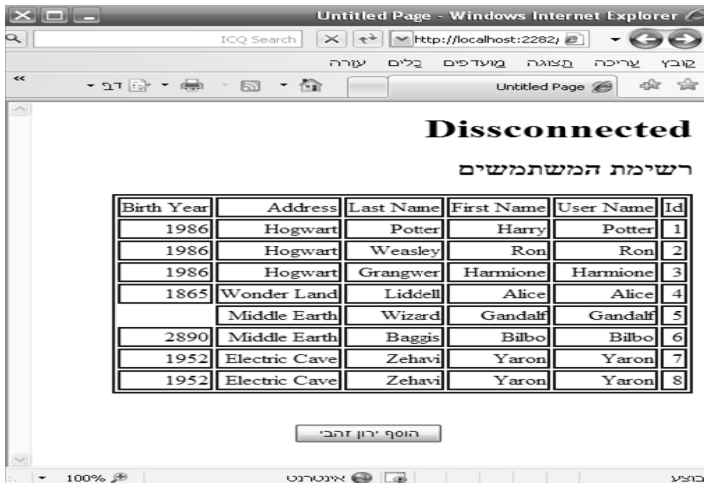 Untitled Page - Windows Internet Explorer
http://localhost:2282/
ICQ Search
קובץ עריכה תצוגה מועדפים כלים עזרה
Untitled Page
דף
Dissconnected
רשימת המשתמשים
Id User Name First Name Last Name Address Birth Year
1 Potter Harry Potter Hogwart 1986
2 Ron Ron Weasley Hogwart 1986
3 Harmione Harmione Grangwer Hogwart 1986
4 Alice Alice Liddell Wonder Land 1865
5 Gandalf Gandalf Wizard Middle Earth
6 Bilbo Bilbo Baggis Middle Earth 2890
7 Yaron Yaron Zehavi Electric Cave 1952
8 Yaron Yaron Zehavi Electric Cave 1952
הוסף ירון זהבי
בוצע אינטרנט 100%